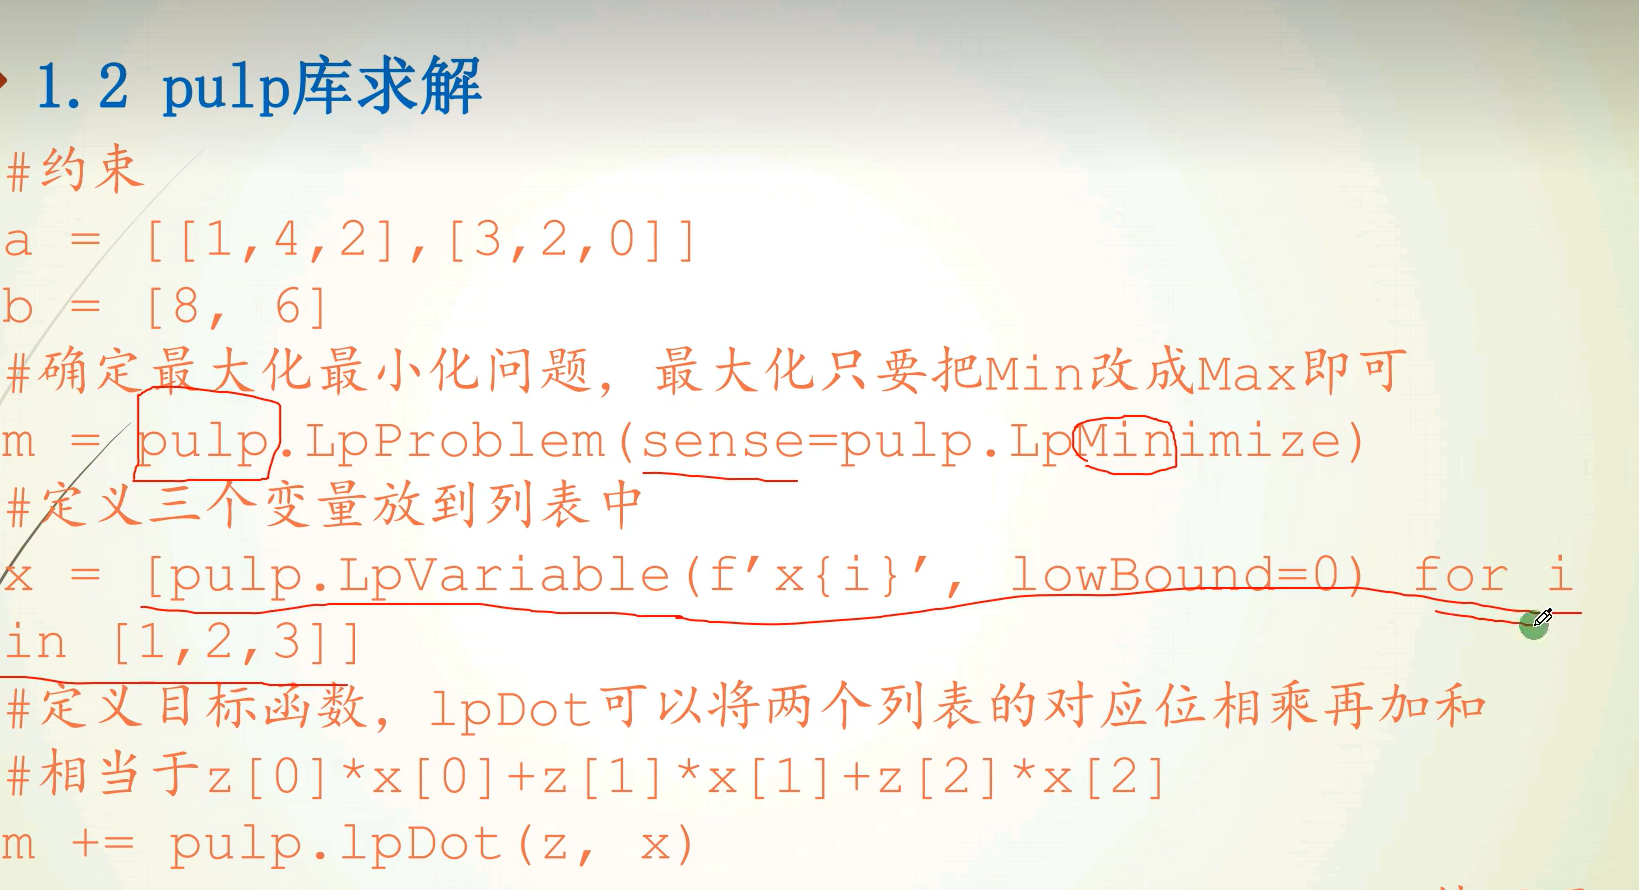 1.2 pulp库求解
#约束
a = [[1,4,2],[3,2,0]]
b = [8, 6]
#确定最大化最小化问题，最大化只要把Min改成Max即可
m = pulp.LpProblem(sense=pulp.LpMinimize)
#定义三个变量放到列表中
x = [pulp.LpVariable(f’x{i}’, lowBound=0) for i
in [1,2,3]]
#定义目标函数，lpDot可以将两个列表的对应位相乘再加和
#相当于z[0]*x[0]+z[1]*x[1]+z[2]*x[2]
m += pulp.lpDot(z, x)